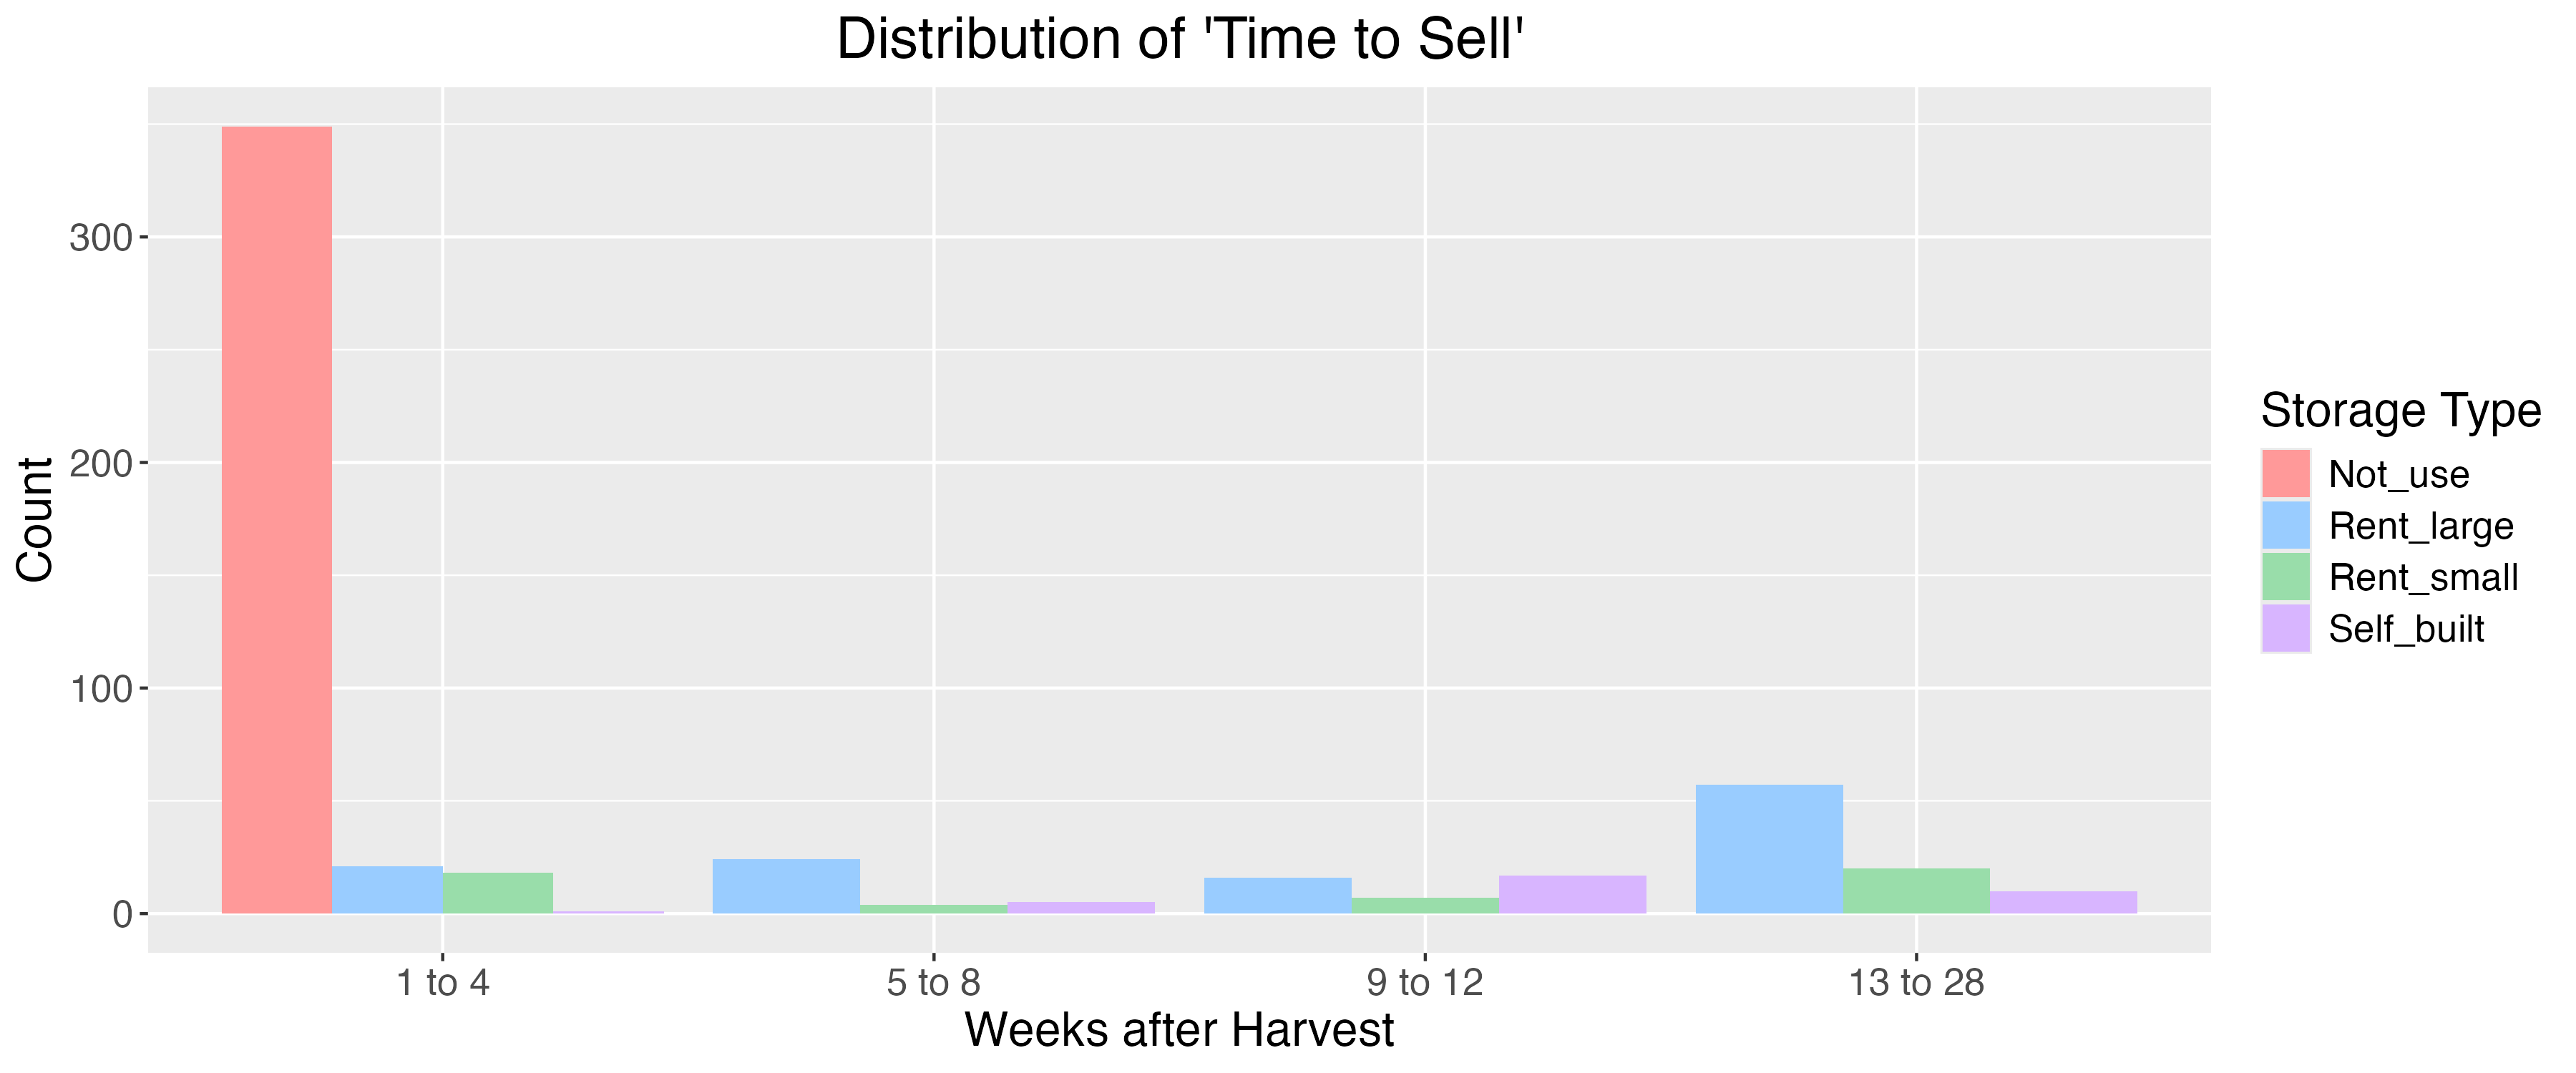 Distribution of 'Time to Sell'
Count
300
200
100
0
1 to 4
5 to 8
9 to 12
13 to 28
Weeks after Harvest
Storage Type
Not_use
Rent_large
Rent_small
Self_built